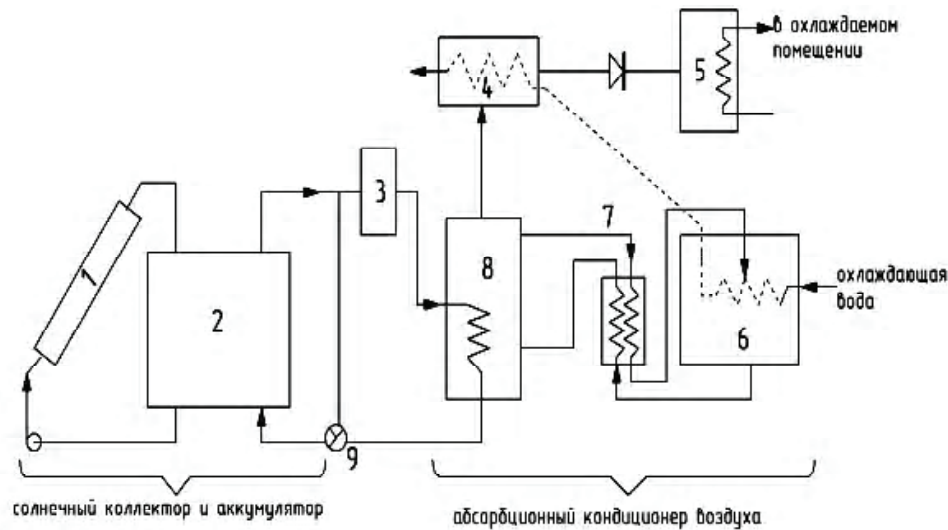 в охлаждаемом
помещении
5
4
3
7
1
2
8
охлаждающая
вода
6
9
солнечный коллектор и аккумулятор
абсорбционный кондиционер воздуха